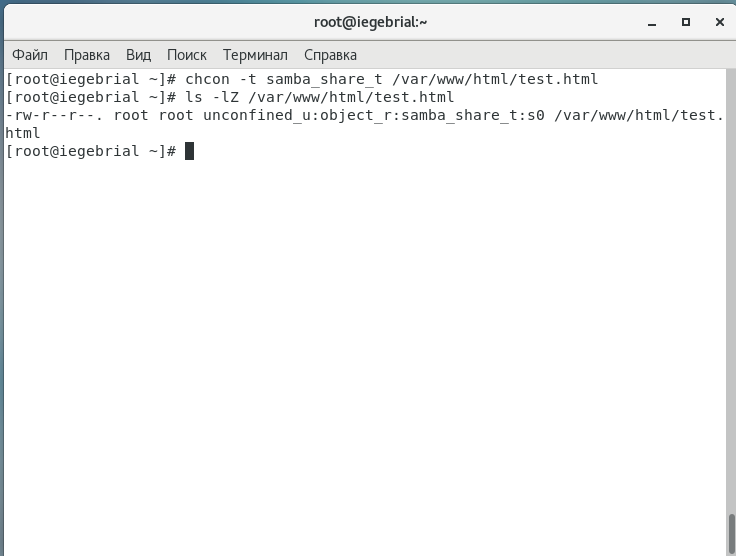 root@iegebrial:~
Файл Правка Вид Поиск Терминал Справка
[root@iegebrial ~]# chcon -t samba_share_t /var/www/html/test.html
[root@iegebrial ~]# ls -lZ /var/www/html/test.html
-rw-r--r--. root root unconfined_u:object_r:samba_share_t:s0 /var/www/html/test.
html
[root@iegebrial ~]#